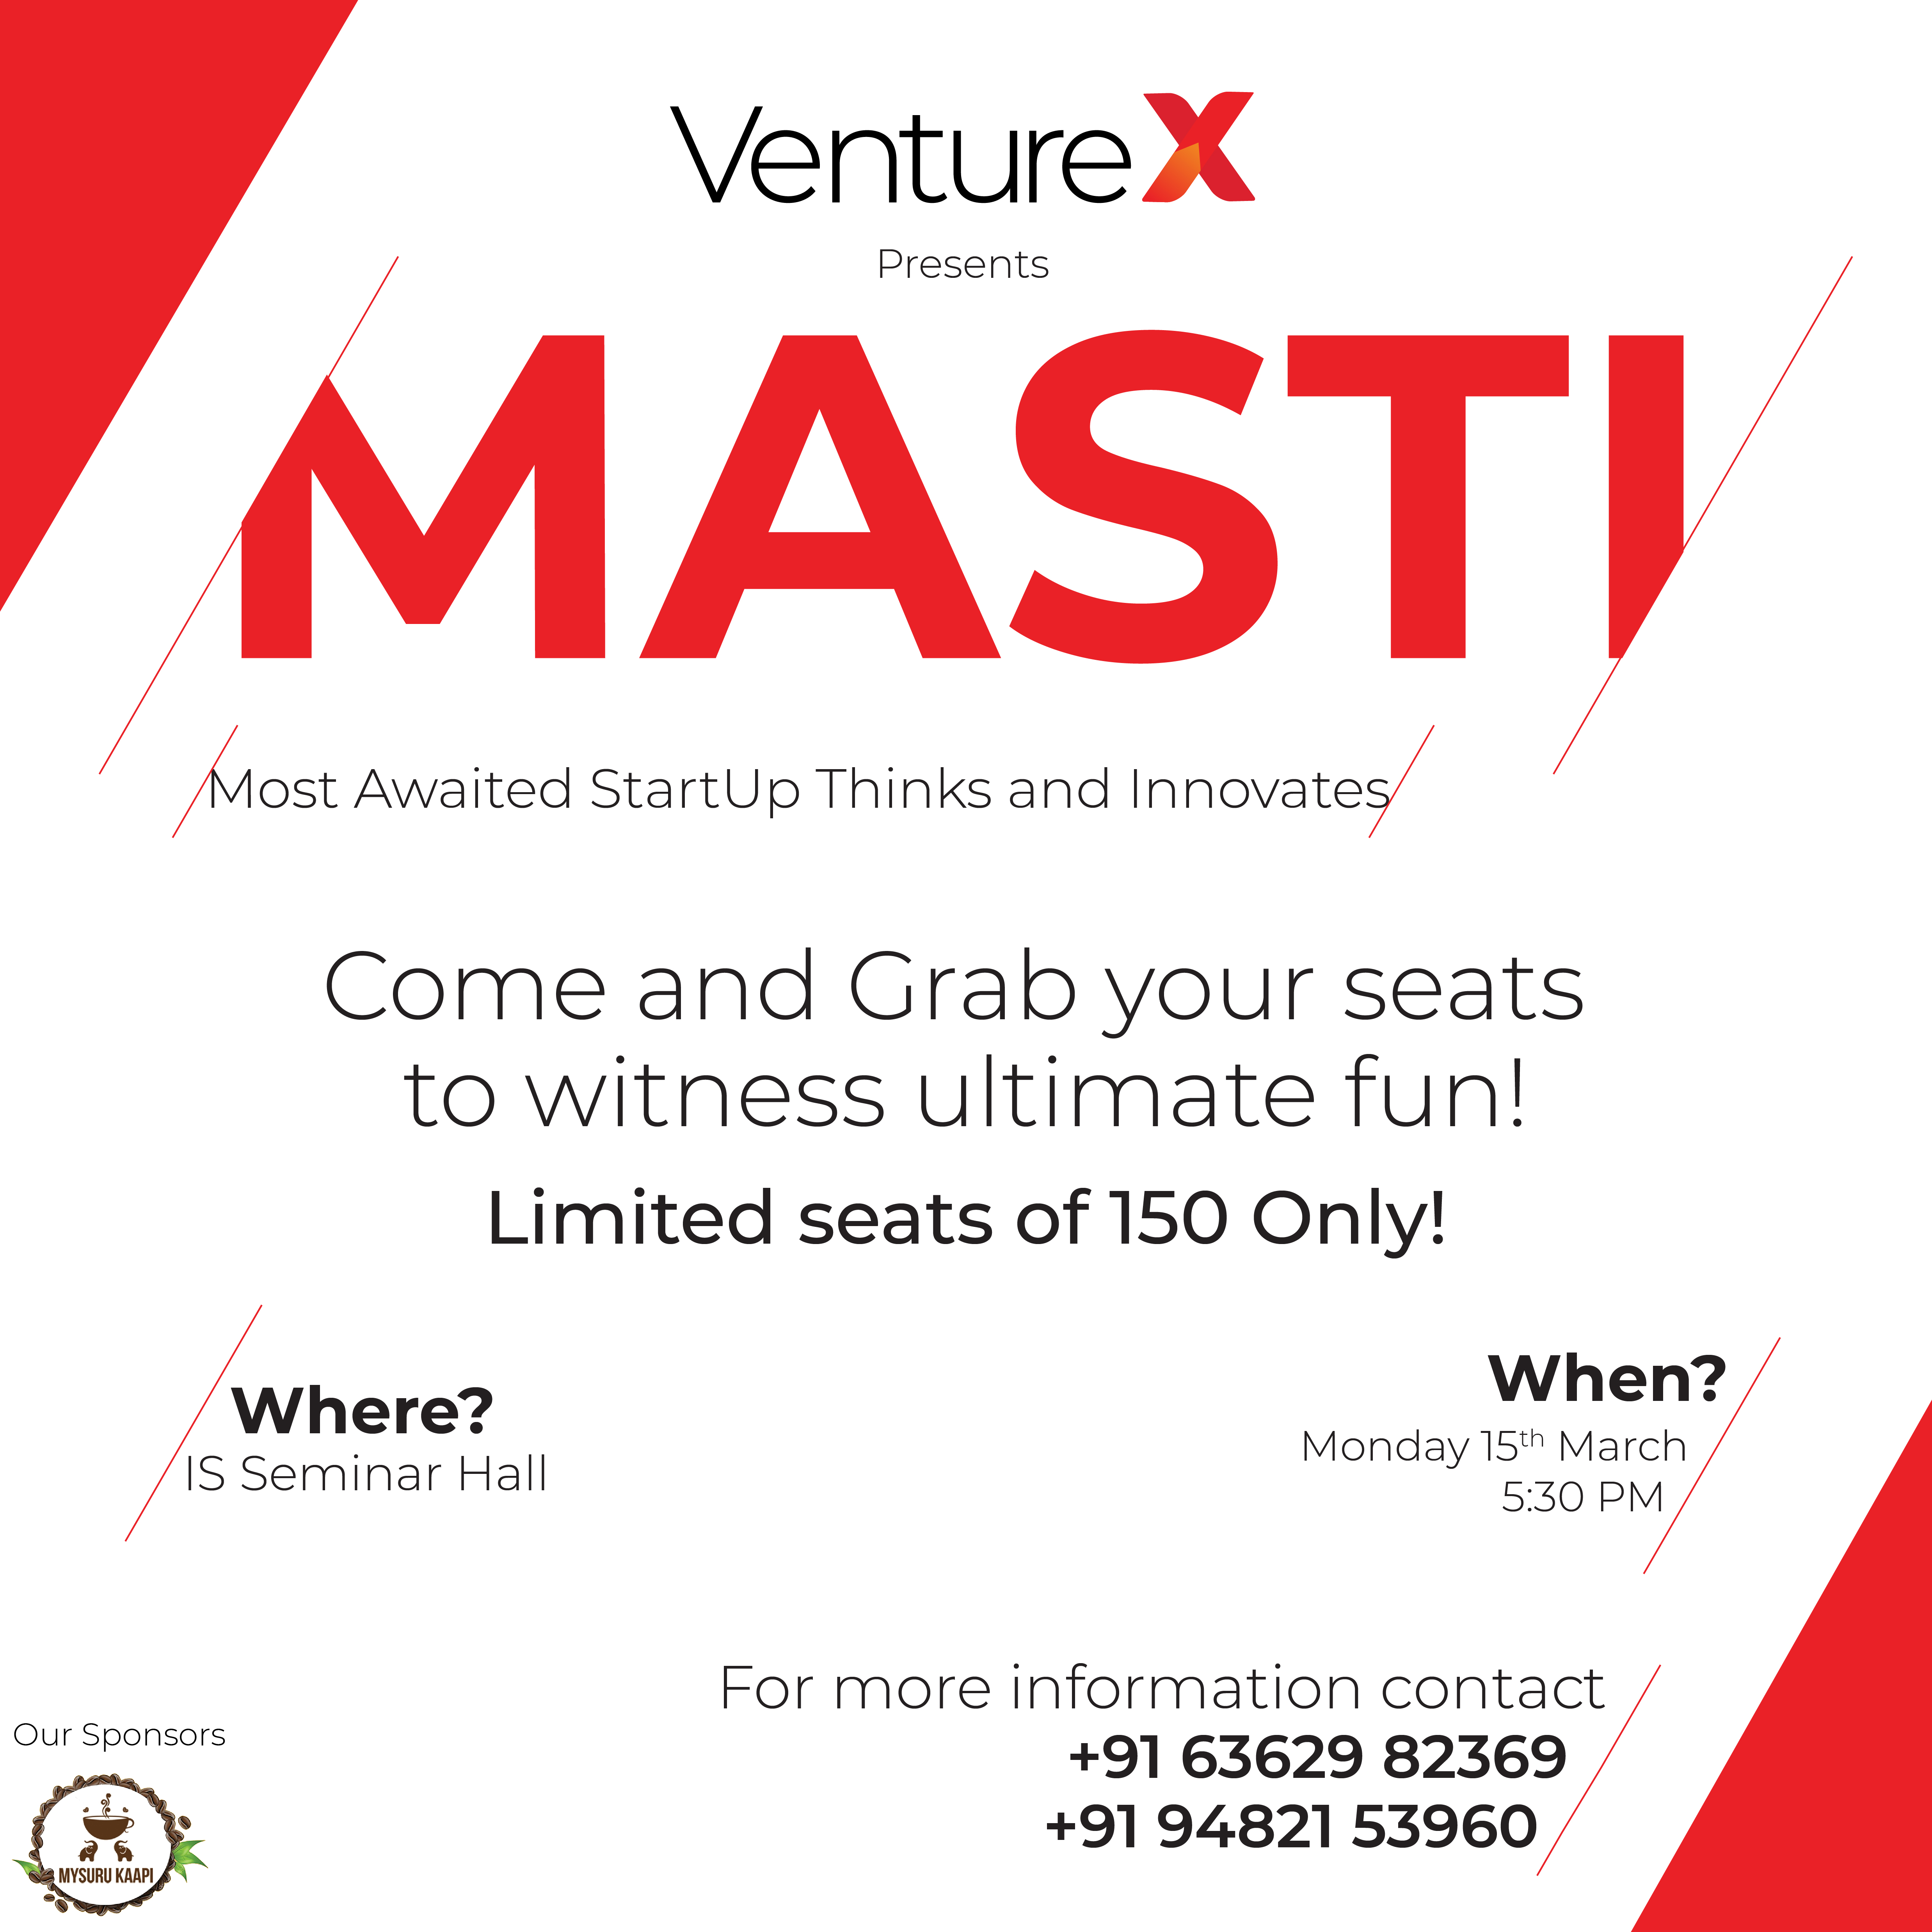 VentureX
Presents
MASTI
Most Awaited StartUp Thinks and Innovates
Come and Grab your seats
to witness ultimate fun!
Limited seats of 150 Only!
Where?
IS Seminar Hall
When?
Monday 15th March
5:30 PM
For more information contact
+91 63629 82369
+91 94821 53960
Our Sponsors
MYSURU KAAPI